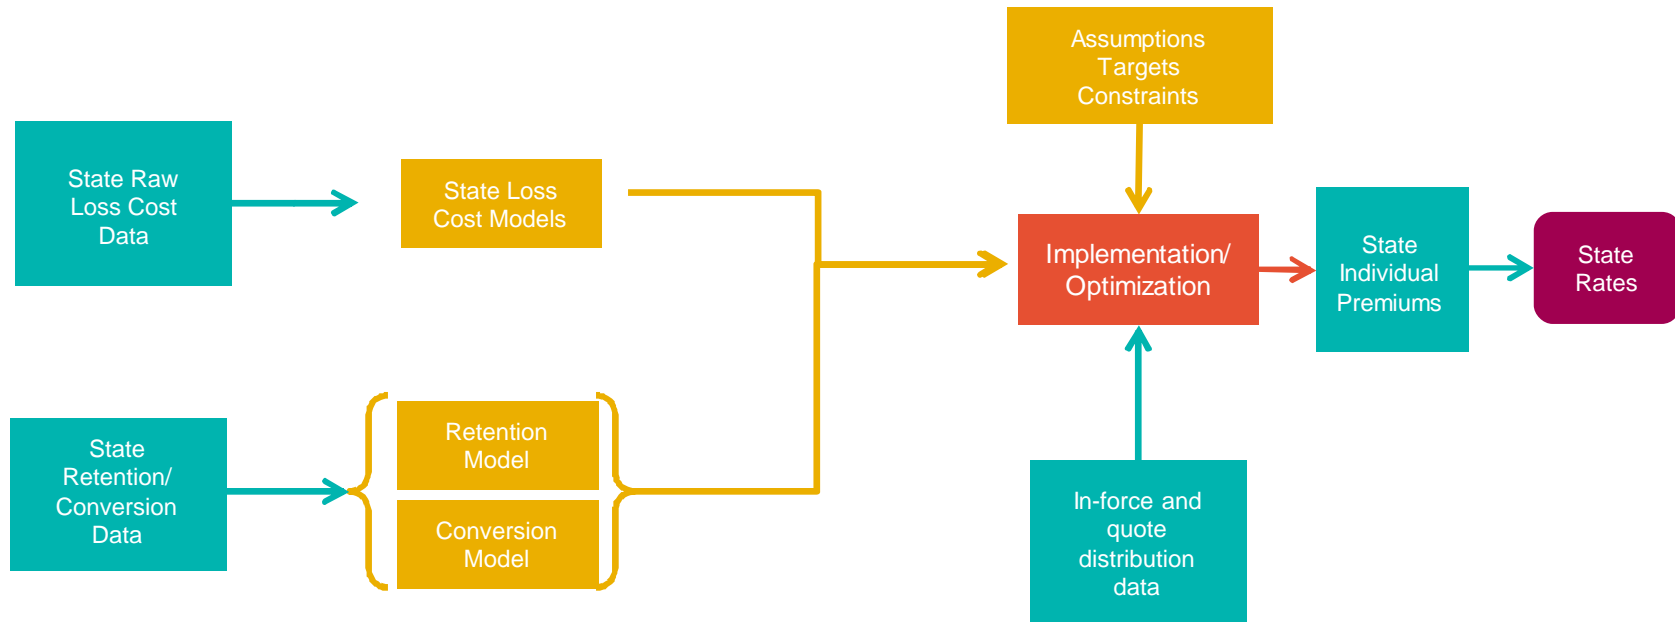 Assumptions
Targets
Constraints
State Raw
Loss Cost
Data
State Loss
Cost Models
Implementation/
Optimization
State
Individual
Premiums
State
Rates
State
Retention/
Conversion
Data
Retention
Model
Conversion
Model
In-force and
quote
distribution
data